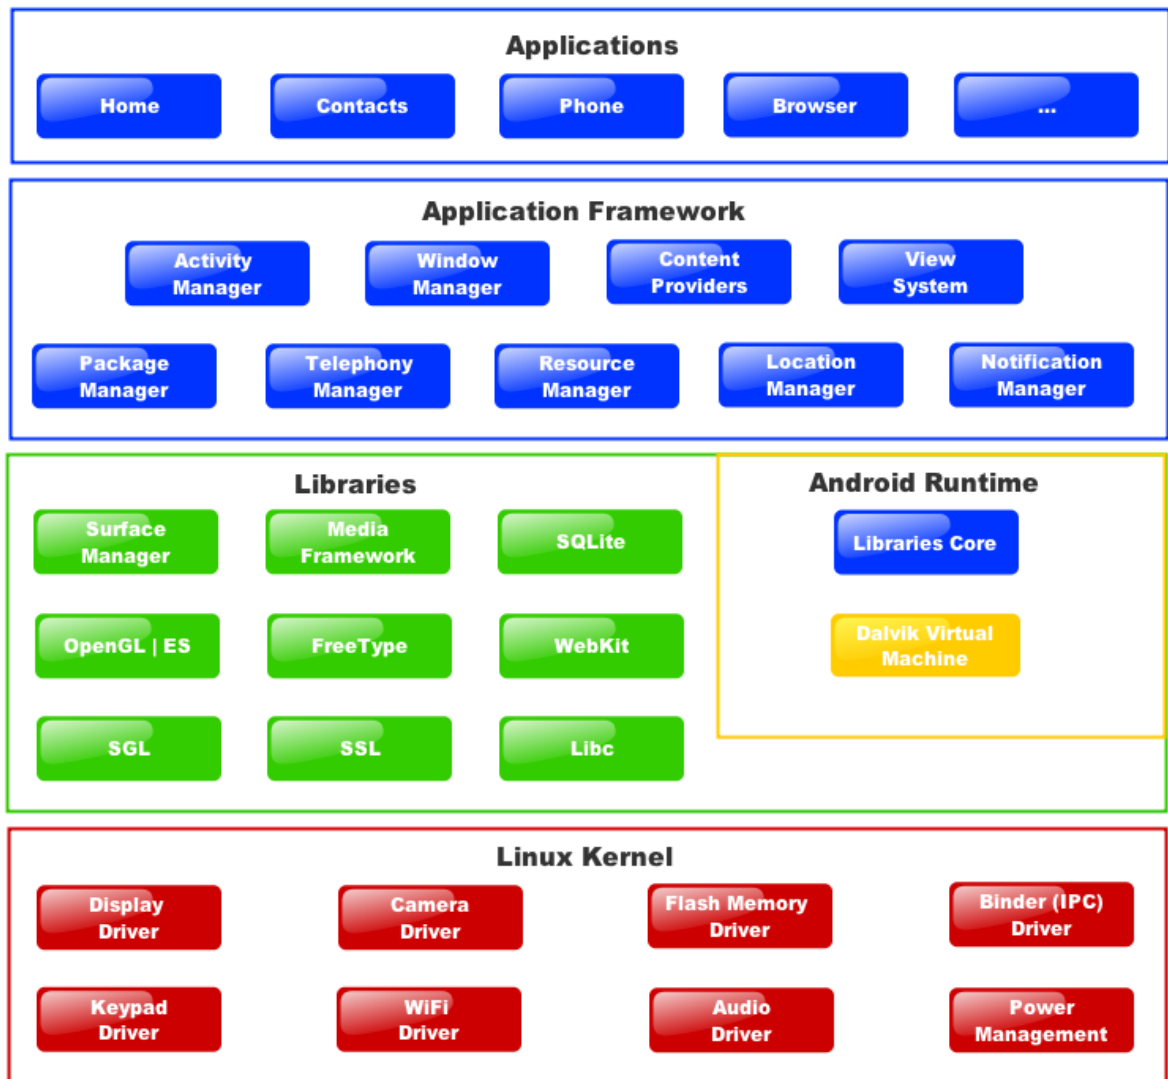 Applications
Home
Contacts
Phone
Browser
...
Application Framework
Activity
Manager
Window
Manager
Content
Providers
View
System
Package
Manager
Telephony
Manager
Resource
Manager
Location
Manager
Notification
Manager
Libraries
Surface
Manager
Media
Framework
SQLite
OpenGL | ES
FreeType
WebKit
SGL
SSL
Libc
Android Runtime
Libraries Core
Dalvik Virtual
Machine
Linux Kernel
Display
Driver
Camera
Driver
Flash Memory
Driver
Binder (IPC)
Driver
Keypad
Driver
WiFi
Driver
Audio
Driver
Power
Management